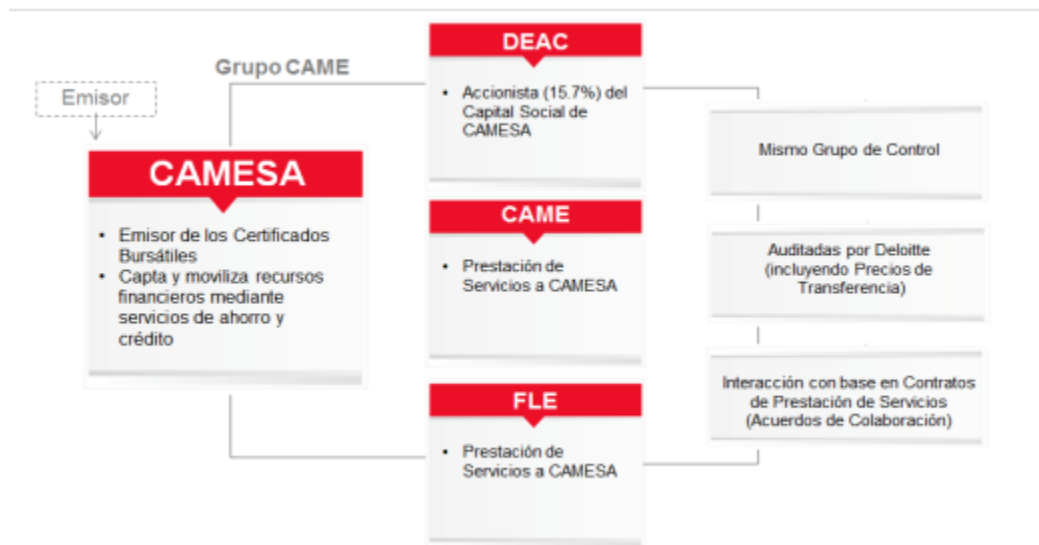 Grupo CAME
Emisor
CAMESA
• Emisor de los Certificados
Bursátiles
• Capta y moviliza recursos
financieros mediante
servicios de ahorro y
crédito
DEAC
• Accionista (15.7%) del
Capital Social de
CAMESA
CAME
• Prestación de
Servicios a CAMESA
FLE
• Prestación de
Servicios a CAMESA
Mismo Grupo de Control
Auditadas por Deloitte
(incluyendo Precios de
Transferencia)
Interacción con base en Contratos
de Prestación de Servicios
(Acuerdos de Colaboración)